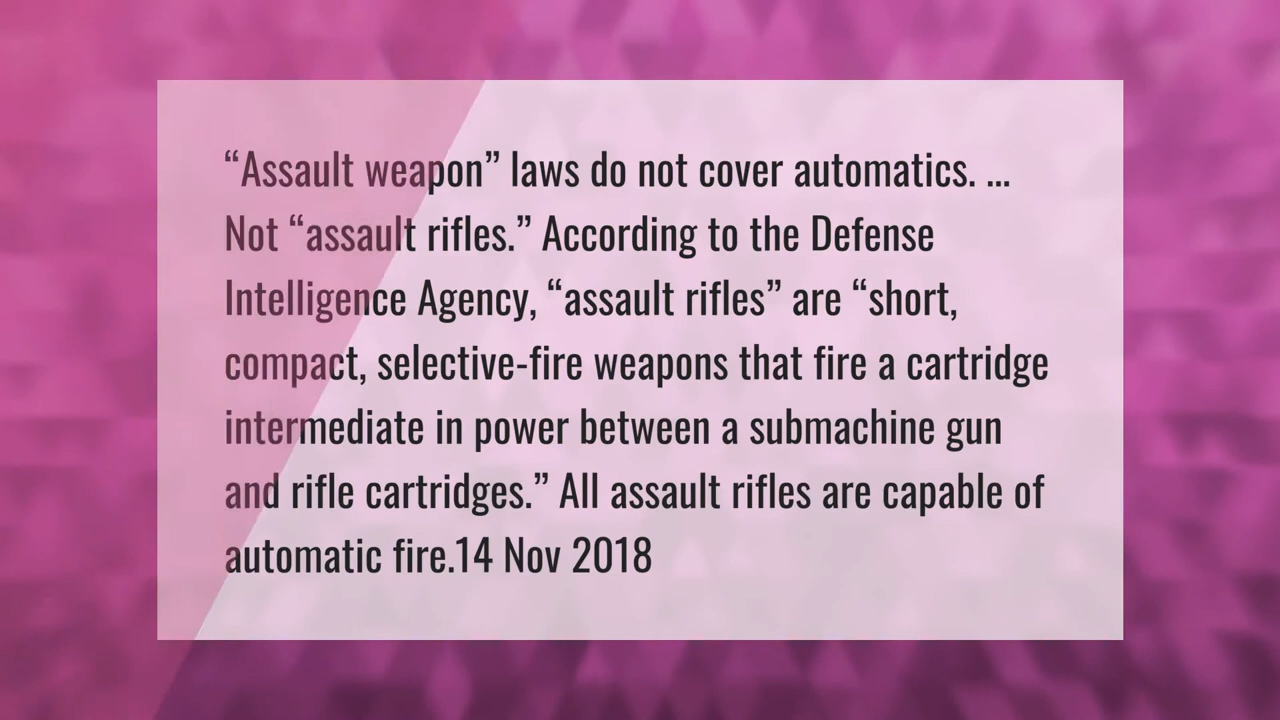 “Assault weapon” laws do not cover automatics. ...
Not “assault rifles.” According to the Defense
Intelligence Agency, “assault rifles” are “short,
compact, selective-fire weapons that fire a cartridge
intermediate in power between a submachine gun
and rifle cartridges.” All assault rifles are capable of
automatic fire.14 Nov 2018